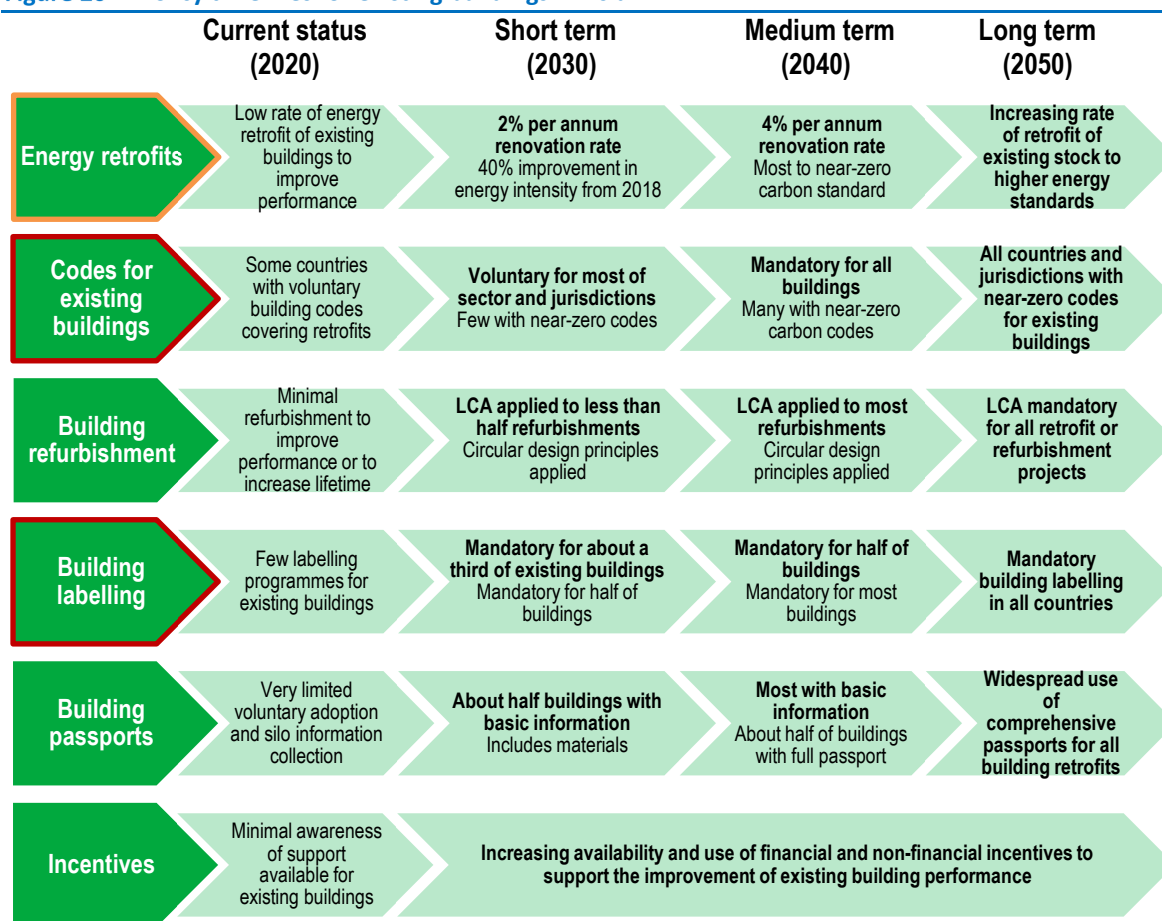 Figure
Current status
(2020)
Short term
(2030)
Medium term
(2040)
Long term
(2050)
Energy retrofits
Low rate of energy
retrofit of existing
buildings to
improve
performance
2% per annum
renovation rate
40% improvement in
energy intensity from 2018
4% per annum
renovation rate
Most to near-zero
carbon standard
Increasing rate
of retrofit of
existing stock to
higher energy
standards
Codes for
existing
buildings
Some countries
with voluntary
building codes
covering retrofits
Voluntary for most of
sector and jurisdictions
Few with near-zero codes
Mandatory for all
buildings
Many with near-zero
carbon codes
All countries and
jurisdictions with
near-zero codes
for existing
buildings
Building
refurbishment
Minimal
refurbishment to
improve
performance or to
increase lifetime
LCA applied to less than
half refurbishments
Circular design principles
applied
LCA applied to most
refurbishments
Circular design
principles applied
LCA mandatory
for all retrofit or
refurbishment
projects
Building
labelling
Few labelling
programmes for
existing buildings
Mandatory for about a
third of existing buildings
Mandatory for half of
buildings
Mandatory for half of
buildings
Mandatory for most
buildings
Mandatory
building labelling
in all countries
Building
passports
Very limited
voluntary adoption
and silo information
collection
About half buildings with
basic information
Includes materials
Most with basic
information
About half of buildings
with full passport
Widespread use
of
comprehensive
passports for all
building retrofits
Incentives
Minimal awareness
of support
available for
existing buildings
Increasing availability and use of financial and non-financial incentives to
support the improvement of existing building performance